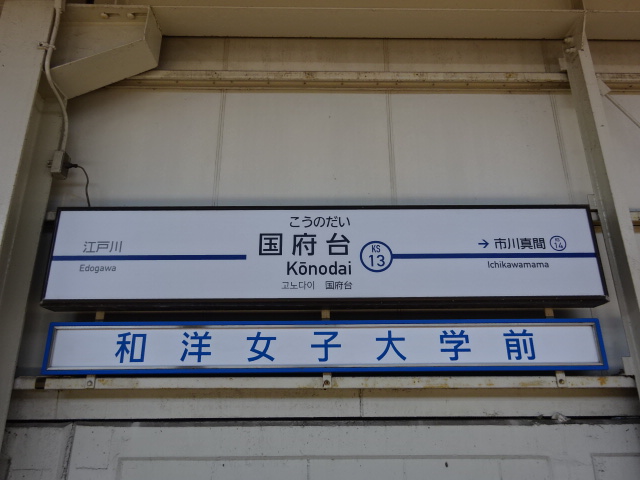 こうのだい
江戸川 国府台 KS 13 → 市川真間 KS 14
Edogawa Kōnodai Ichikawamama
고노다이 国府台
和洋女子大学前